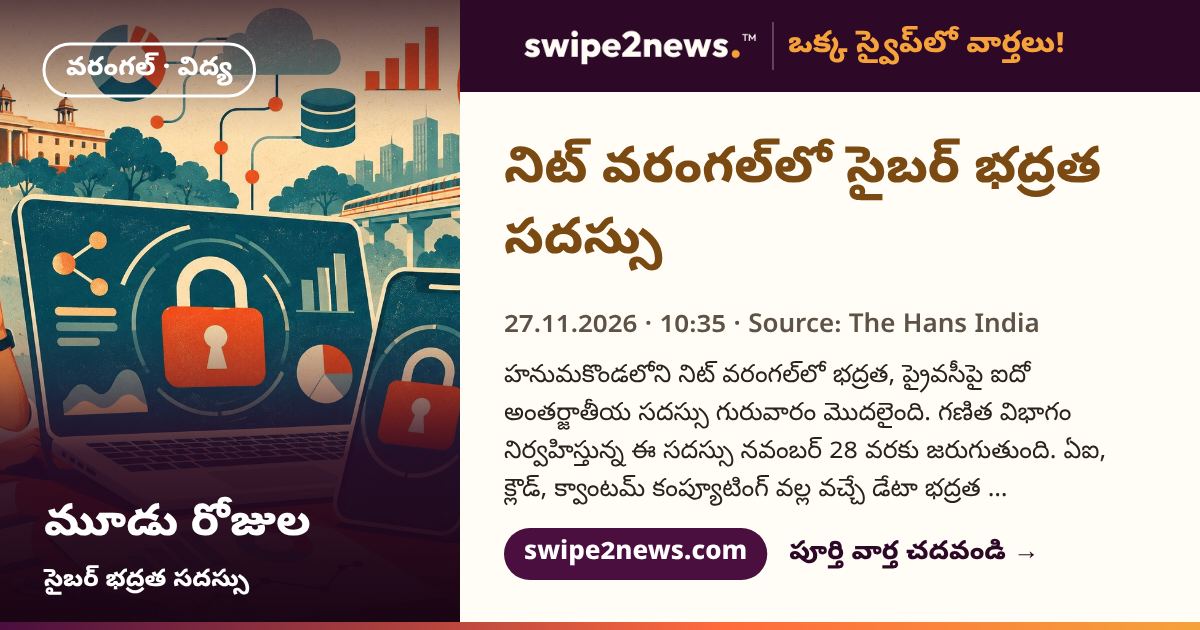 వరంగల్ · విద్య
మూడు రోజుల
సైబర్ భద్రత సదస్సు
swipe2news.™ ఒక్క స్వైప్‌లో వార్తలు!
నిట్ వరంగల్‌లో సైబర్ భద్రత
సదస్సు
27.11.2026 · 10:35 · Source: The Hans India
హనుమకొండలోని నిట్ వరంగల్‌లో భద్రత, ప్రైవసీపై ఐదో
అంతర్జాతీయ సదస్సు గురువారం మొదలైంది. గణిత విభాగం
నిర్వహిస్తున్న ఈ సదస్సు నవంబర్ 28 వరకు జరుగుతుంది. ఏఐ,
క్లౌడ్, క్వాంటమ్ కంప్యూటింగ్ వల్ల వచ్చే డేటా భద్రత ...
swipe2news.com పూర్తి వార్త చదవండి →